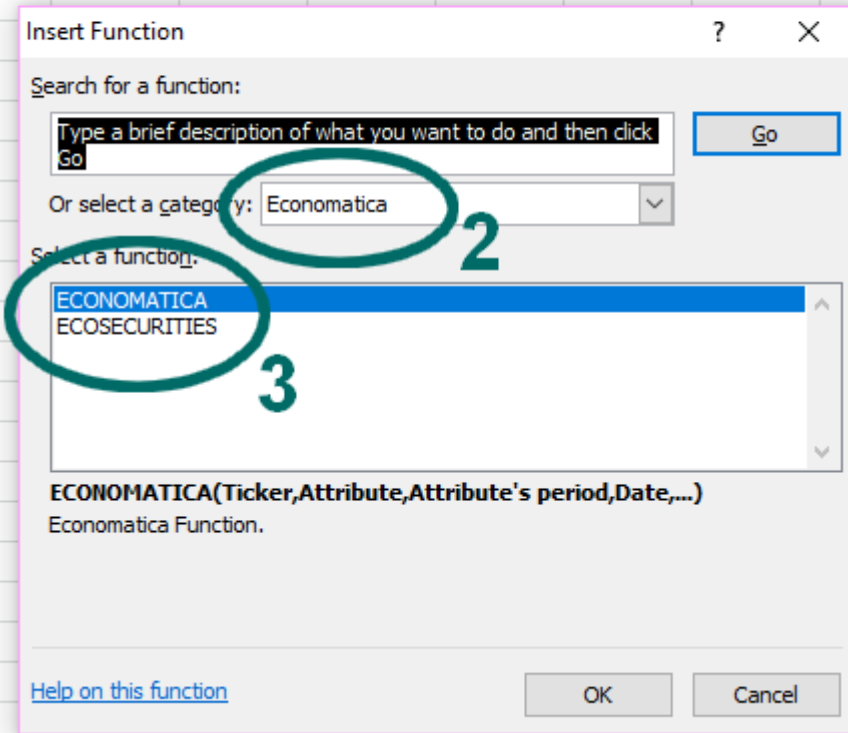 Insert Function ? X
Search for a function:
Type a brief description of what you want to do and then click
Go
Go
Or select a category: Economatica
2
Select a function:
ECONOMATICA
ECOSECURITIES
3
ECONOMATICA(Ticker,Attribute,Attribute's period,Date,...)
Economatica Function.
Help on this function
OK
Cancel